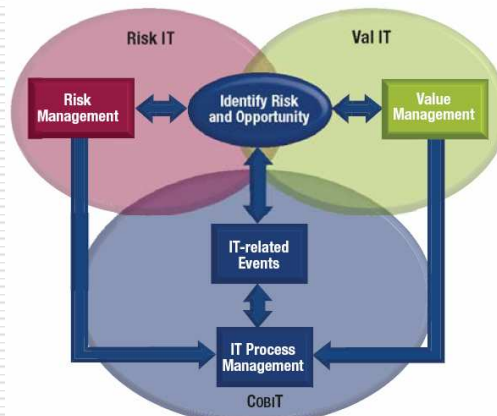 Risk IT
Val IT
Risk
Management
Identify Risk
and Opportunity
Value
Management
IT-related
Events
IT Process
Management
COBIT